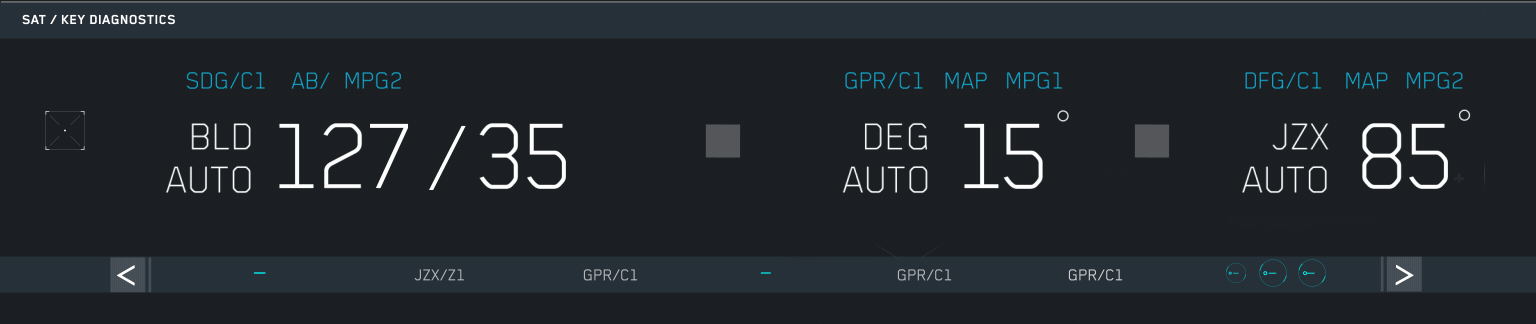 SAT / KEY DIAGNOSTICS
SDG/C1 AB/ MPG2
BLD AUTO 127/35
GPR/C1 MAP MPG1
DEG AUTO 15°
DFG/C1 MAP MPG2
JZX AUTO 85°
< JZX/Z1 GPR/C1 GPR/C1 GPR/C1 >